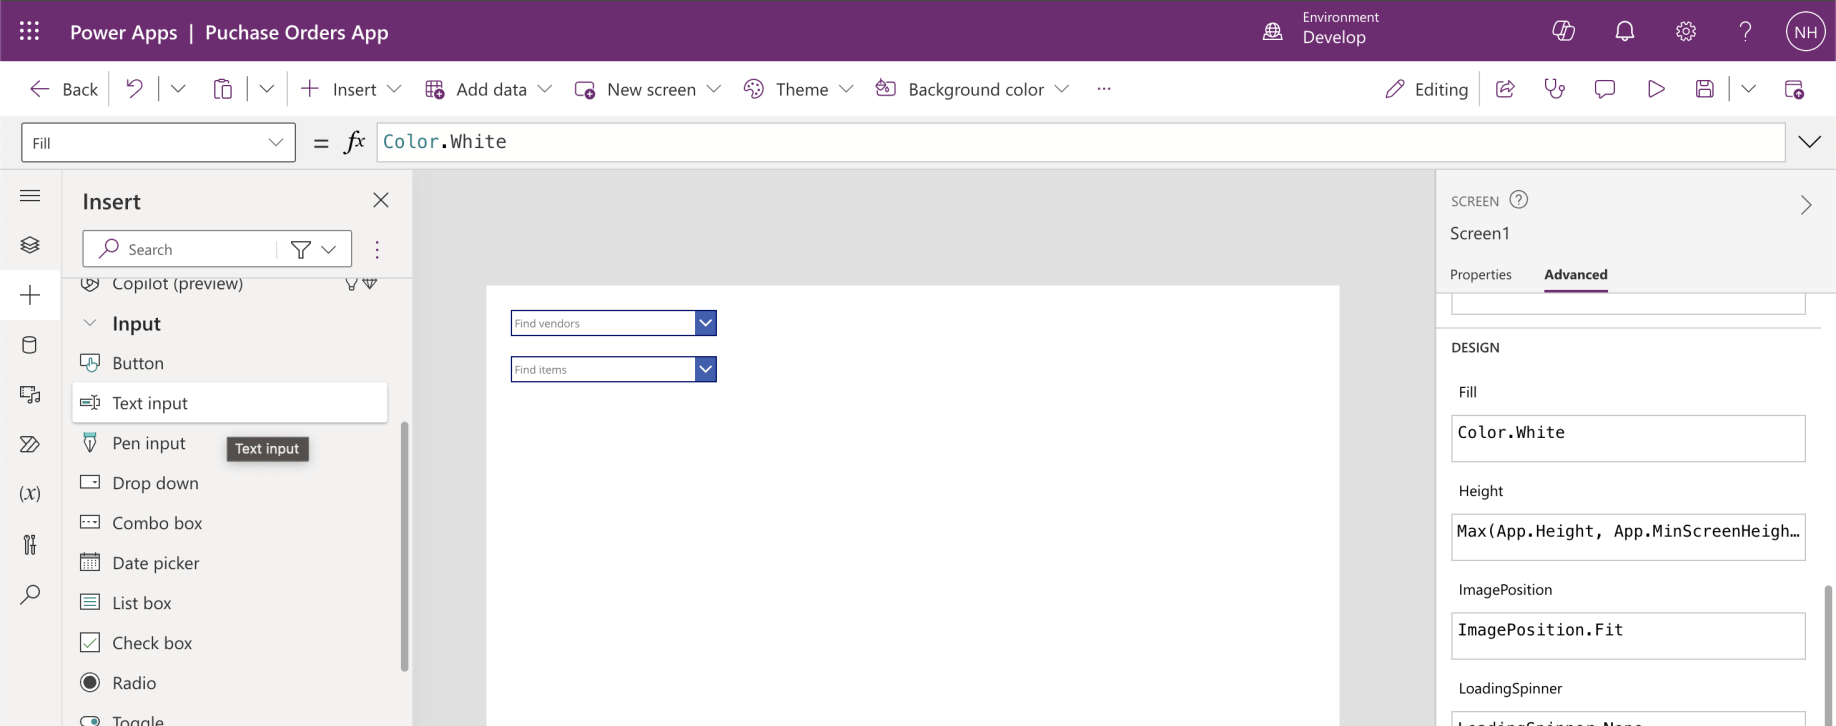 Power Apps | Puchase Orders App
Environment
Develop
NH
Back
Insert
Add data
New screen
Theme
Background color
...
Editing
Fill
= fx
Color.White
Insert
Search
Copilot (preview)
Input
Button
Text input
Pen input
Text input
Drop down
Combo box
Date picker
List box
Check box
Radio
Toggle
(x)
Find vendors
Find items
SCREEN
Screen1
Properties
Advanced
DESIGN
Fill
Color.White
Height
Max(App.Height, App.MinScreenHeigh...
ImagePosition
ImagePosition.Fit
LoadingSpinner
LoadingSpinner.None